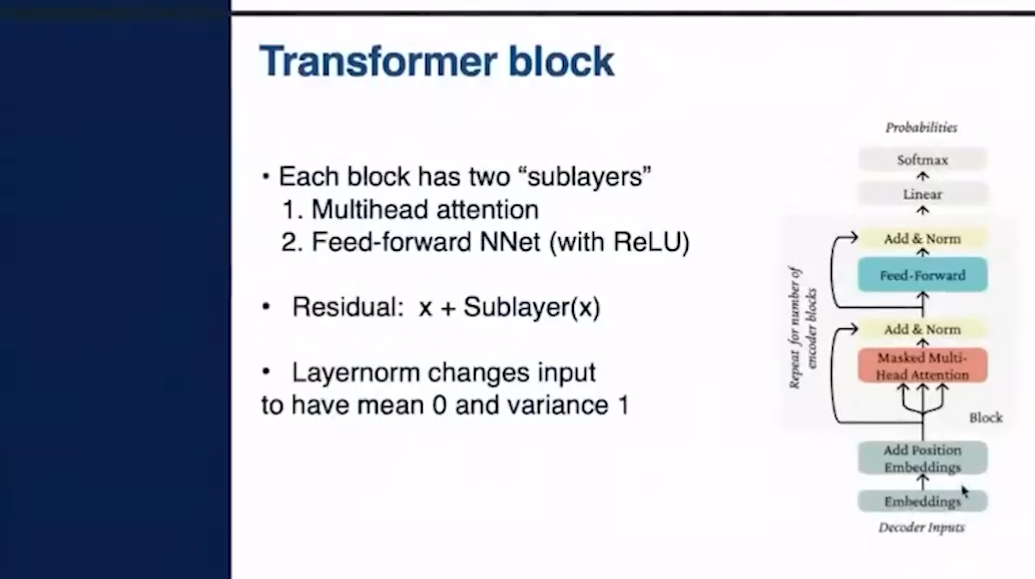 Transformer block
• Each block has two “sublayers”
1. Multihead attention
2. Feed-forward NNet (with ReLU)
• Residual: x + Sublayer(x)
• Layernorm changes input
to have mean 0 and variance 1
Probabilities
Softmax
Linear
Add & Norm
Feed-Forward
Repeat for number of
encoder blocks
Add & Norm
Masked Multi-
Head Attention
Block
Add Position
Embeddings
Embeddings
Decoder Inputs